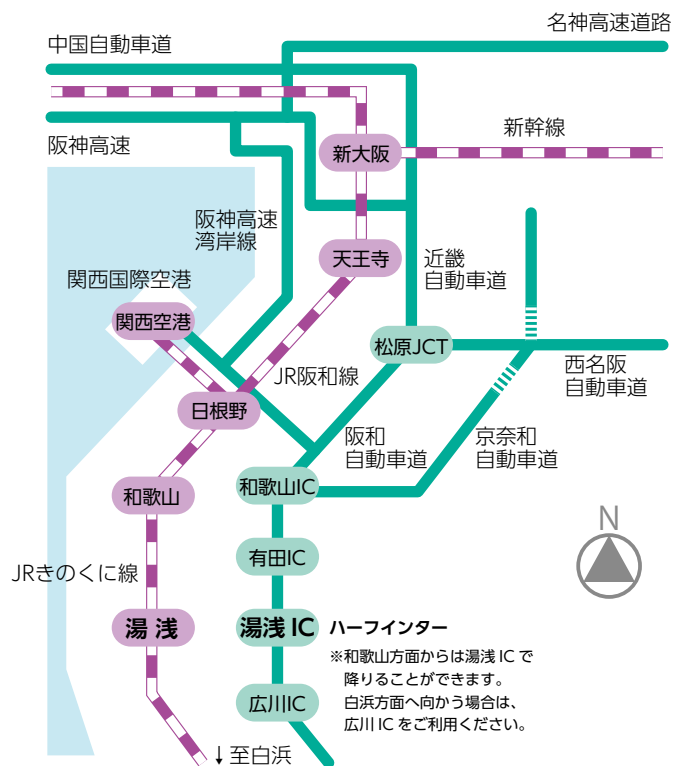 名神高速道路
中国自動車道
新幹線
阪神高速
新大阪
阪神高速
湾岸線
天王寺
近畿
自動車道
関西国際空港
関西空港
松原JCT
西名阪
自動車道
JR阪和線
日根野
阪和
自動車道
京奈和
自動車道
和歌山
和歌山IC
N
有田IC
JRきのくに線
湯浅
湯浅 IC
ハーフインター
※和歌山方面からは湯浅 IC で
降りることができます。
白浜方面へ向かう場合は、
広川 IC をご利用ください。
広川IC
↓至白浜